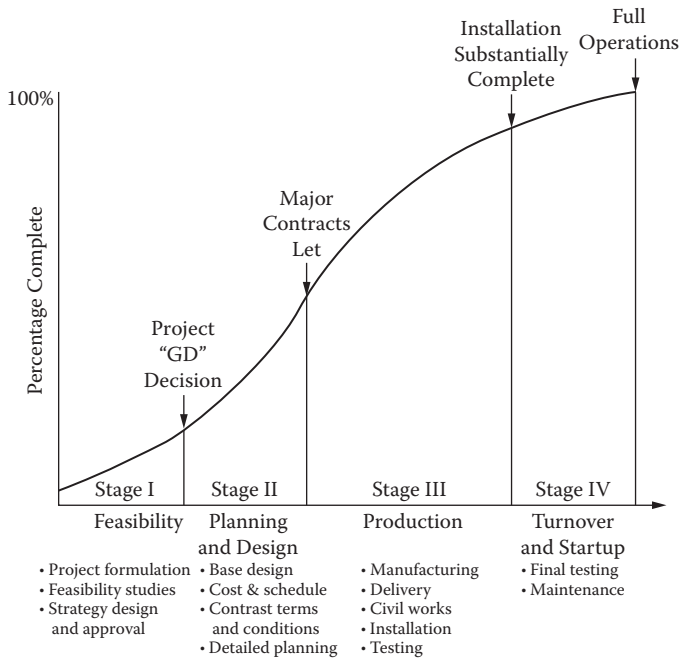 Full
Operations
Installation
Substantially
Complete
100%
Major
Contracts
Let
Percentage Complete
Project
“GD”
Decision
Stage I
Stage II
Stage III
Stage IV
Feasibility
Planning
and Design
Production
Turnover
and Startup
• Project formulation
• Feasibility studies
• Strategy design
and approval
• Base design
• Cost & schedule
• Contrast terms
and conditions
• Detailed planning
• Manufacturing
• Delivery
• Civil works
• Installation
• Testing
• Final testing
• Maintenance